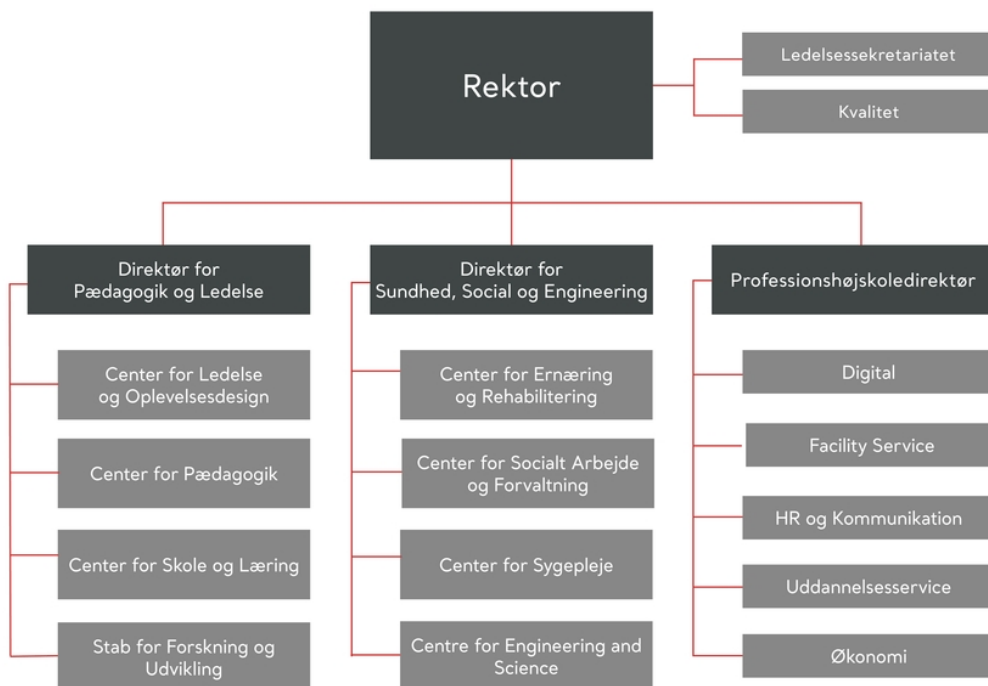 Rektor
Ledelsessekretariatet
Kvalitet
Direktør for
Pædagogik og Ledelse
Center for Ledelse
og Oplevelsesdesign
Center for Pædagogik
Center for Skole og Læring
Stab for Forskning og
Udvikling
Direktør for
Sundhed, Social og Engineering
Center for Ernæring
og Rehabilitering
Center for Socialt Arbejde
og Forvaltning
Center for Sygepleje
Centre for Engineering and
Science
Professionshøjskoledirektør
Digital
Facility Service
HR og Kommunikation
Uddannelsesservice
Økonomi